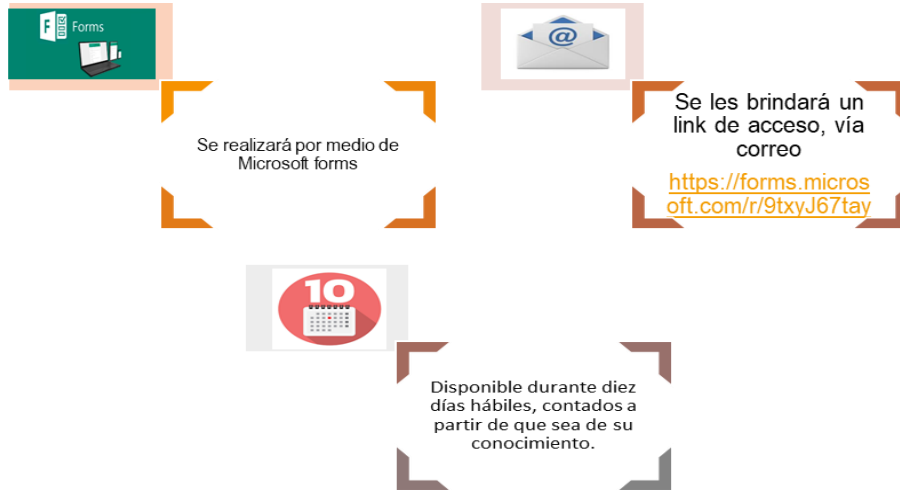 F
Forms
Se realizará por medio de
Microsoft forms
@
Se les brindará un
link de acceso, vía
correo
https://forms.micros
oft.com/r/9txyJ67tay
10
Disponible durante diez
días hábiles, contados a
partir de que sea de su
conocimiento.